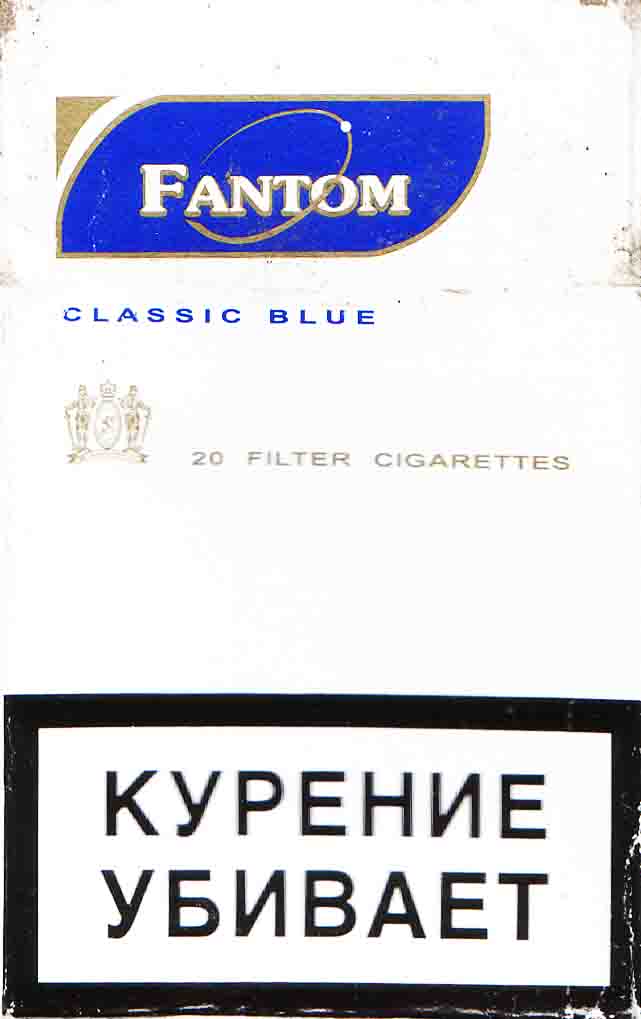 FANTOM
CLASSIC BLUE
20 FILTER CIGARETTES
КУРЕНИЕ
УБИВАЕТ